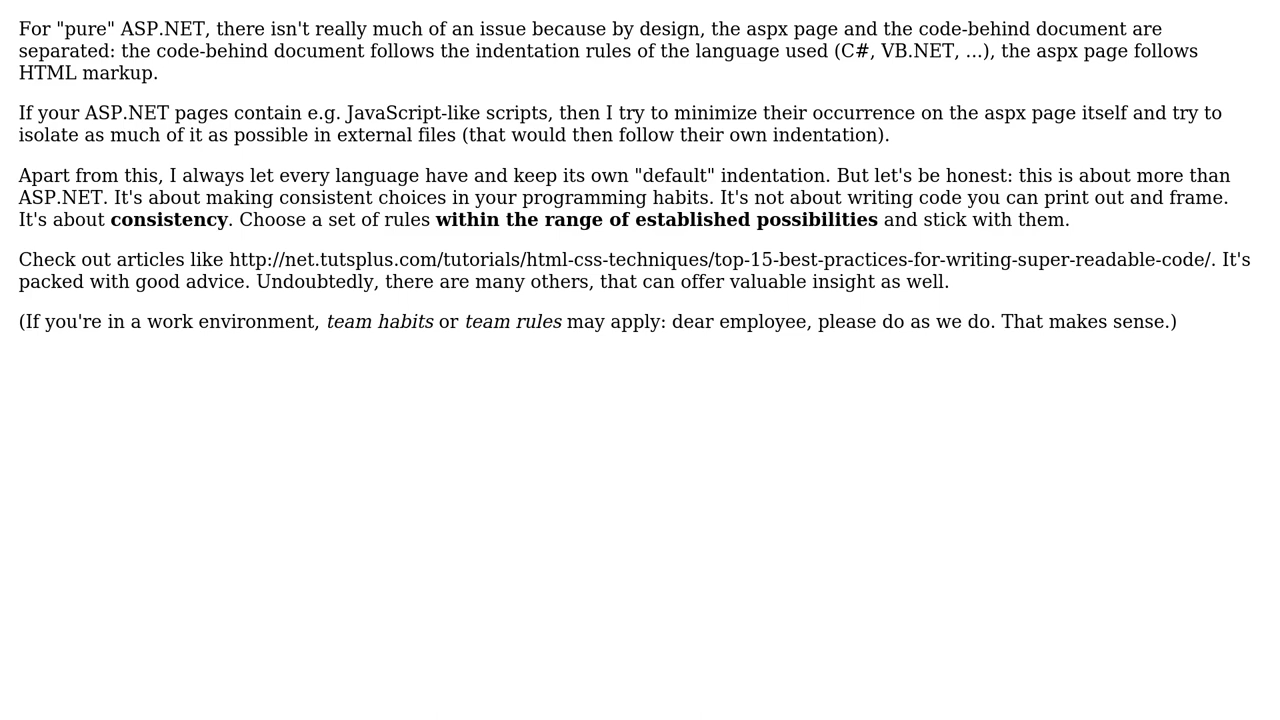 For "pure" ASP.NET, there isn't really much of an issue because by design, the aspx page and the code-behind document are
separated: the code-behind document follows the indentation rules of the language used (C#, VB.NET, ...), the aspx page follows
HTML markup.
If your ASP.NET pages contain e.g. JavaScript-like scripts, then I try to minimize their occurrence on the aspx page itself and try to
isolate as much of it as possible in external files (that would then follow their own indentation).
Apart from this, I always let every language have and keep its own "default" indentation. But let's be honest: this is about more than
ASP.NET. It's about making consistent choices in your programming habits. It's not about writing code you can print out and frame.
It's about consistency. Choose a set of rules within the range of established possibilities and stick with them.
Check out articles like http://net.tutsplus.com/tutorials/html-css-techniques/top-15-best-practices-for-writing-super-readable-code/. It's
packed with good advice. Undoubtedly, there are many others, that can offer valuable insight as well.
(If you're in a work environment, team habits or team rules may apply: dear employee, please do as we do. That makes sense.)